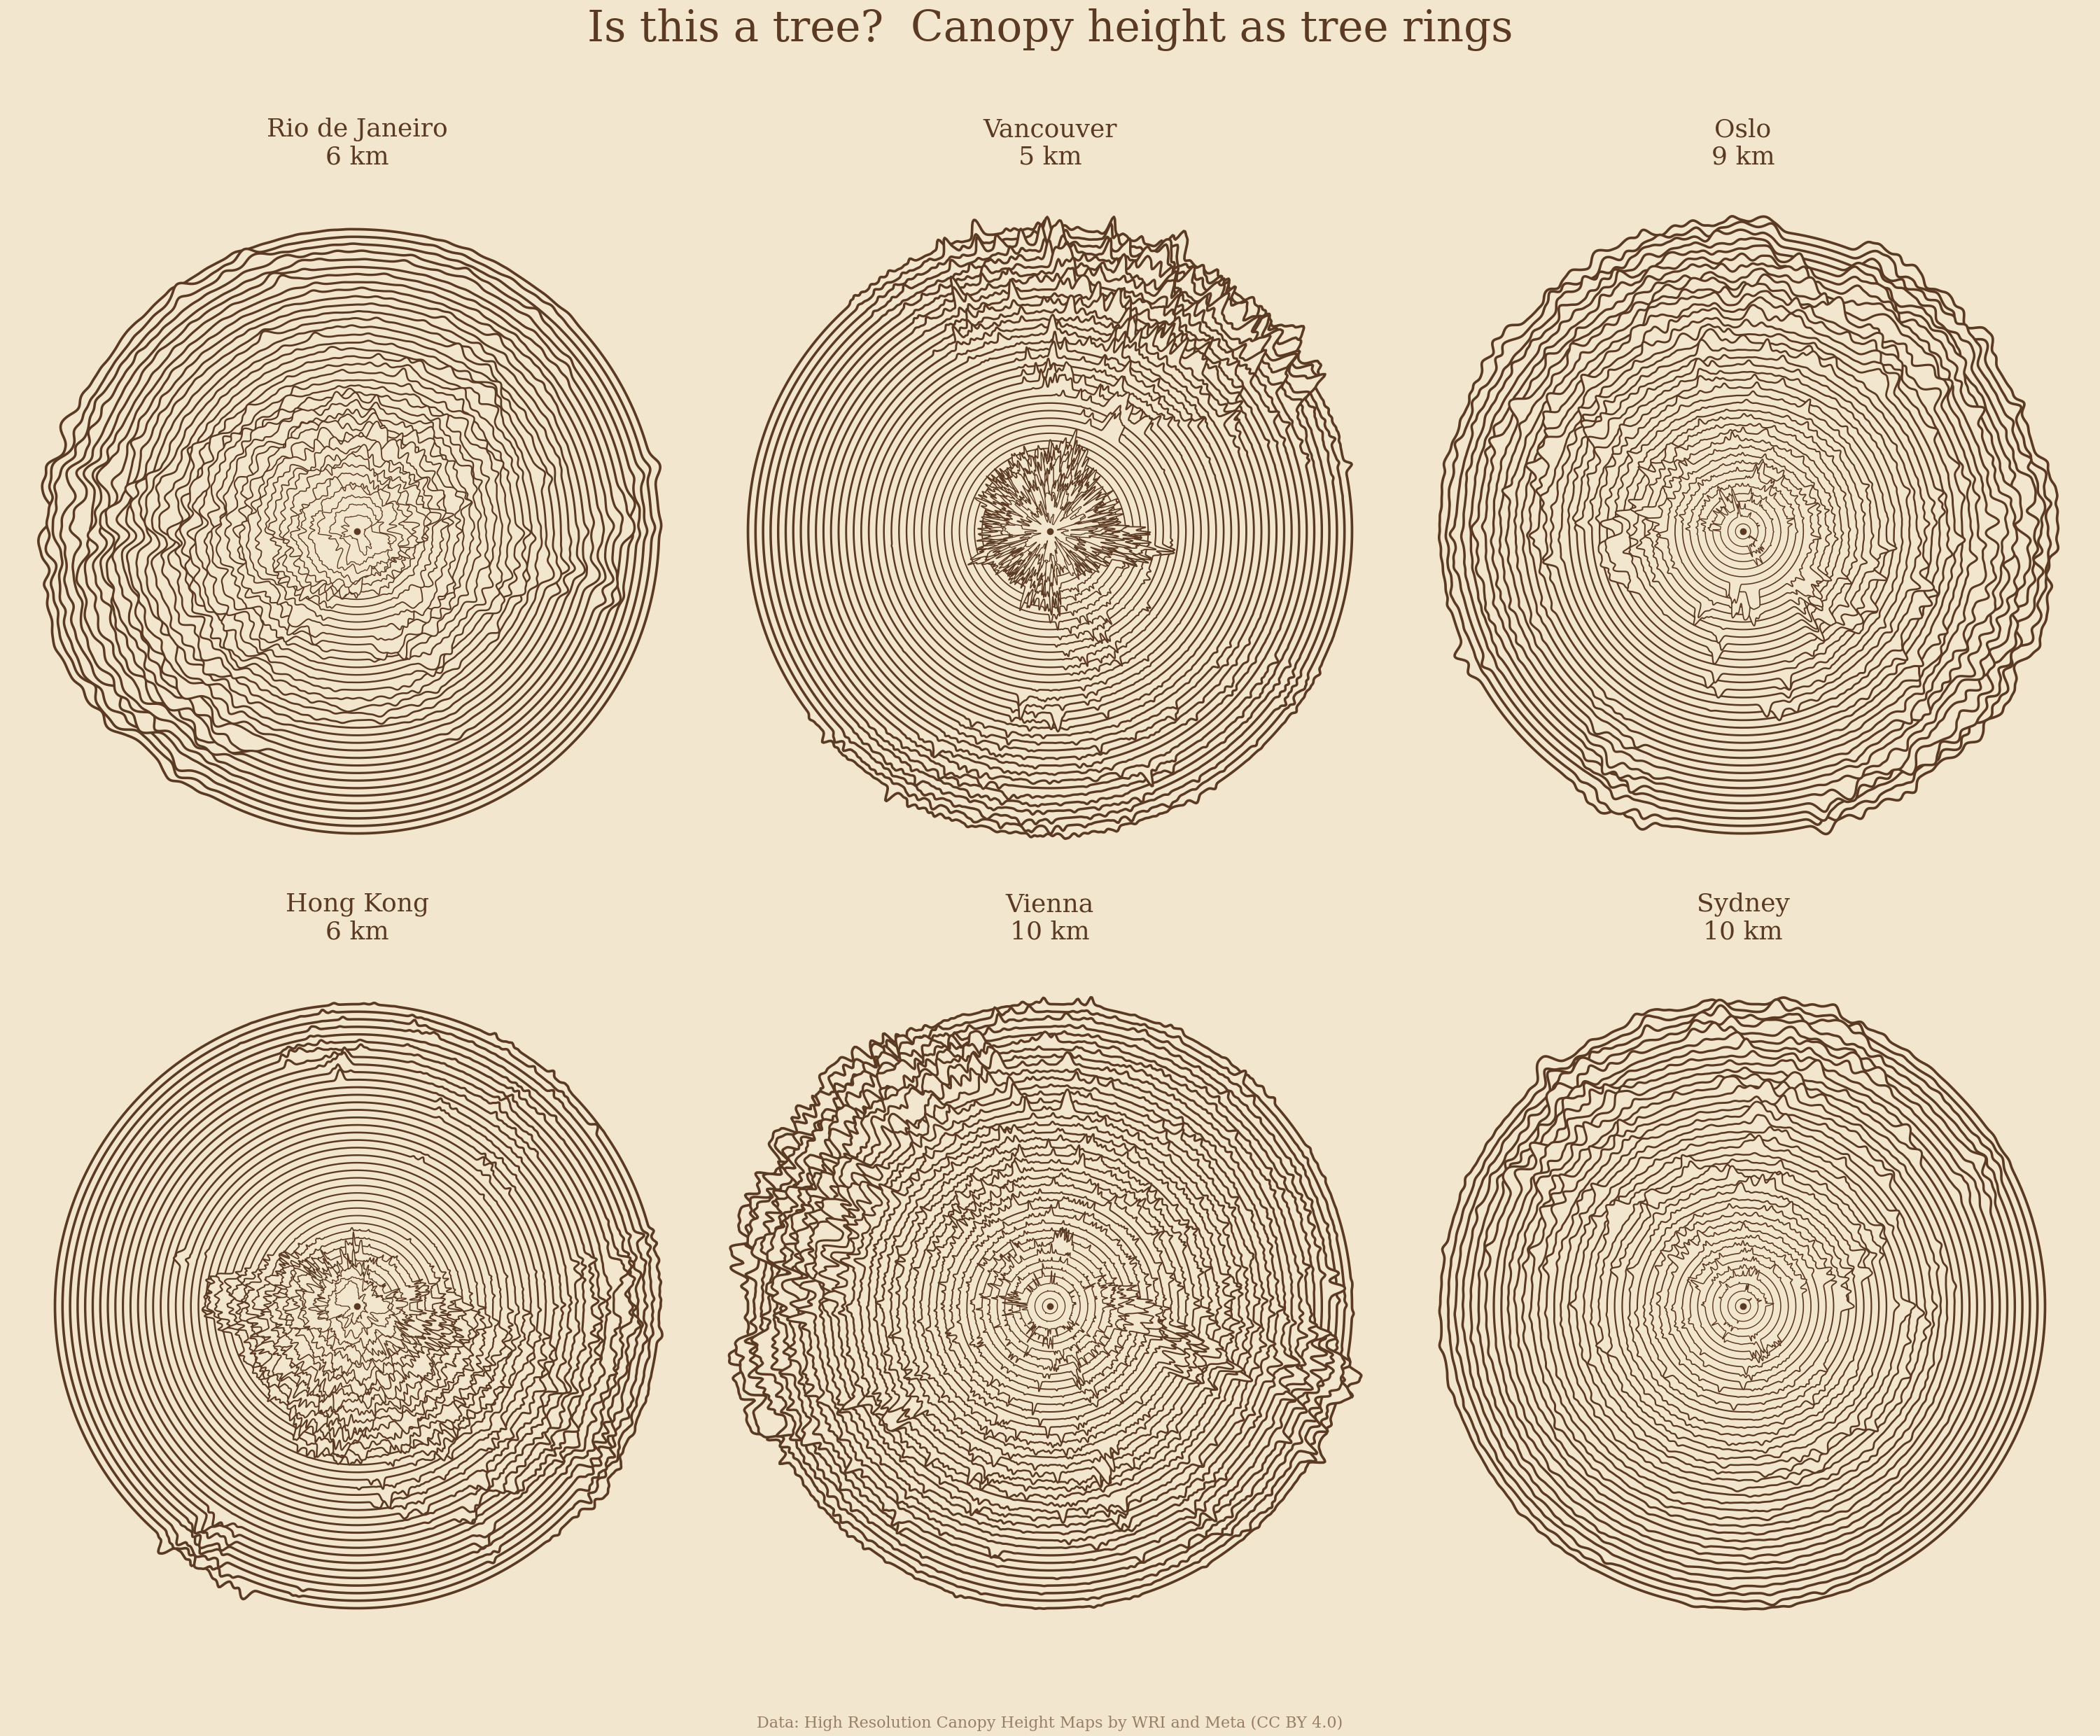 Is this a tree?  Canopy height as tree rings
Rio de Janeiro
6 km
Vancouver
5 km
Oslo
9 km
Hong Kong
6 km
Vienna
10 km
Sydney
10 km
Data: High Resolution Canopy Height Maps by WRI and Meta (CC BY 4.0)